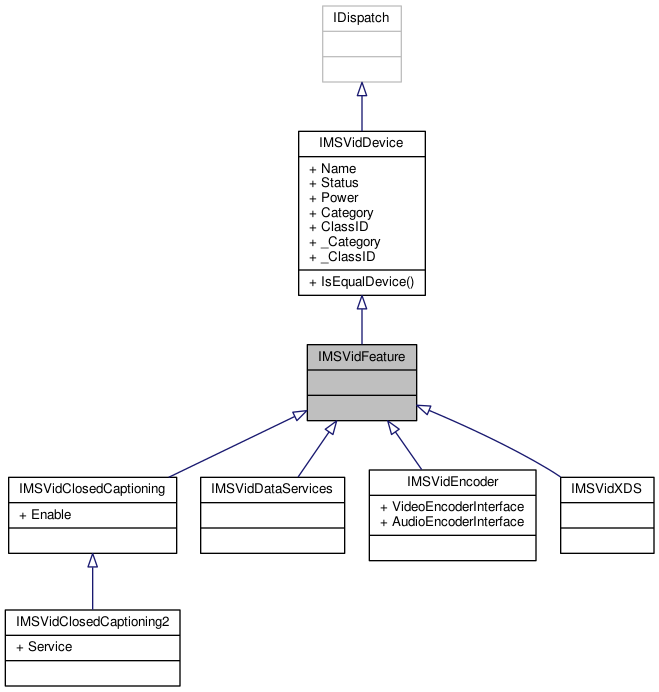 IDispatch
IMSVidDevice
+ Name
+ Status
+ Power
+ Category
+ ClassID
+ _Category
+ _ClassID
+ IsEqualDevice()
IMSVidFeature
IMSVidClosedCaptioning
+ Enable
IMSVidDataServices
IMSVidEncoder
+ VideoEncoderInterface
+ AudioEncoderInterface
IMSVidXDS
IMSVidClosedCaptioning2
+ Service